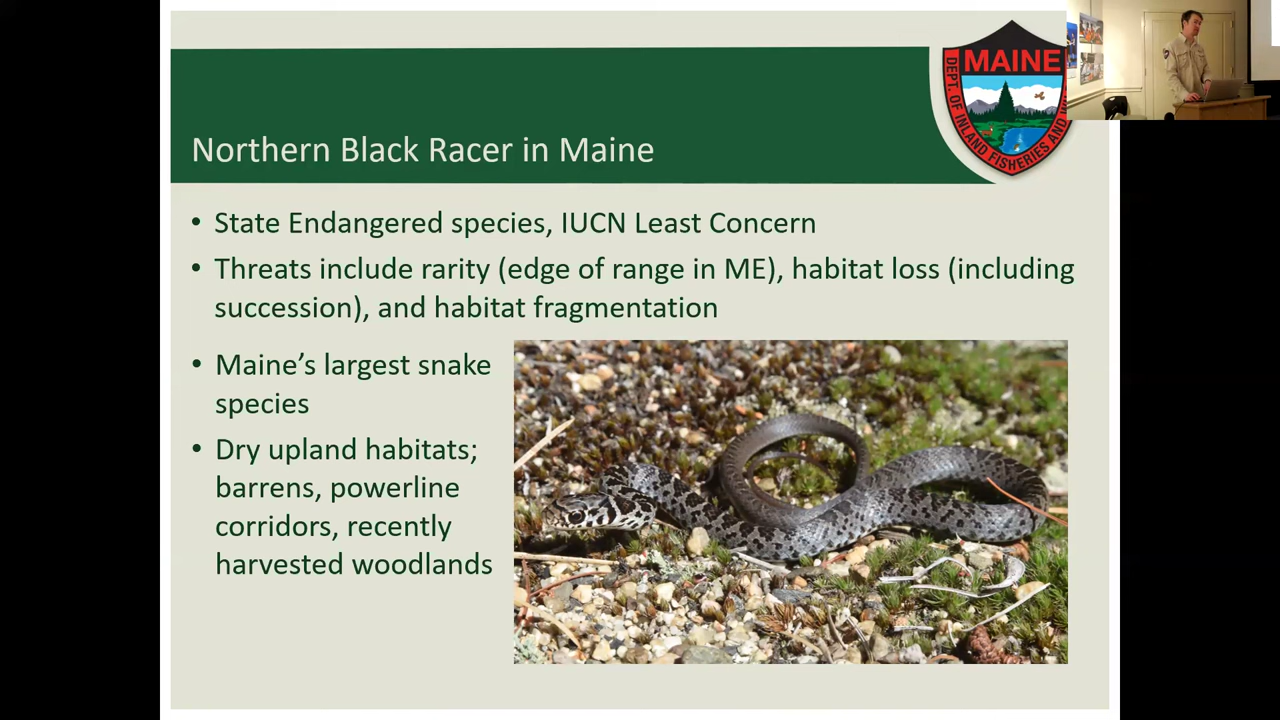 MAINE
DEPT. OF INLAND FISHERIES AND
Northern Black Racer in Maine
• State Endangered species, IUCN Least Concern
• Threats include rarity (edge of range in ME), habitat loss (including
succession), and habitat fragmentation
• Maine’s largest snake
species
• Dry upland habitats;
barrens, powerline
corridors, recently
harvested woodlands